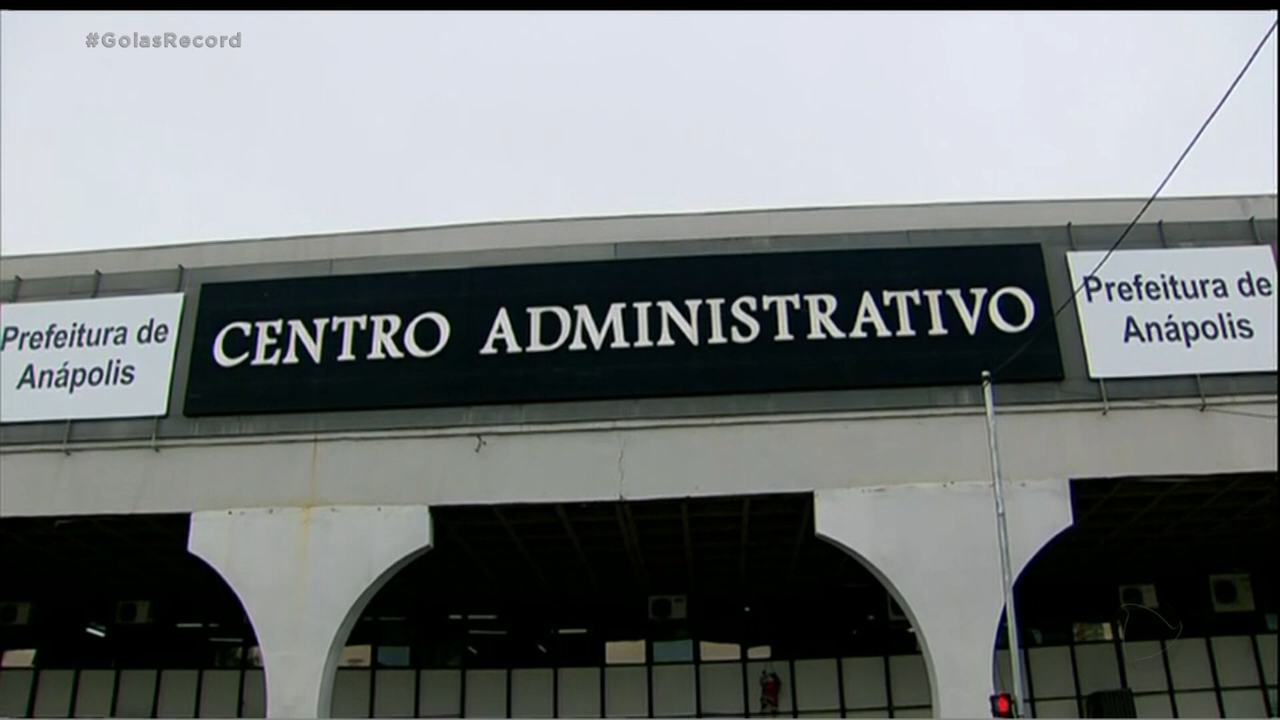 #GolasRecord
Prefeitura de
Anápolis
CENTRO ADMINISTRATIVO
Prefeitura de
Anápolis